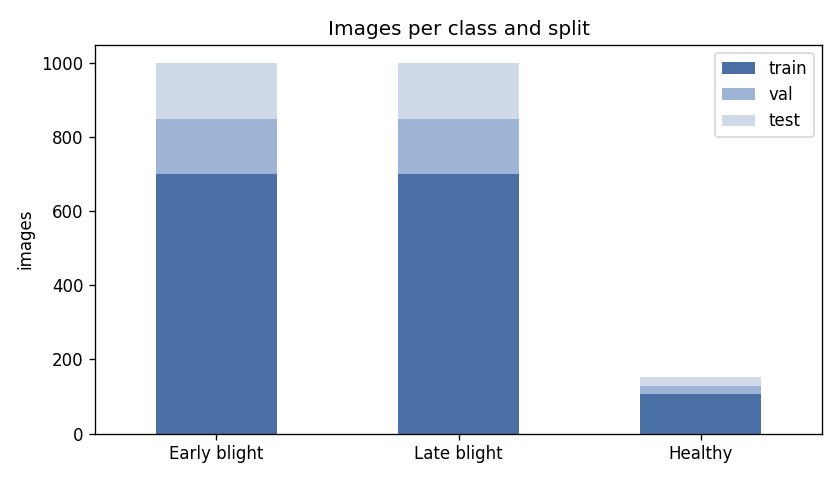 Images per class and split
train
val
test
images
1000
800
600
400
200
0
Early blight
Late blight
Healthy